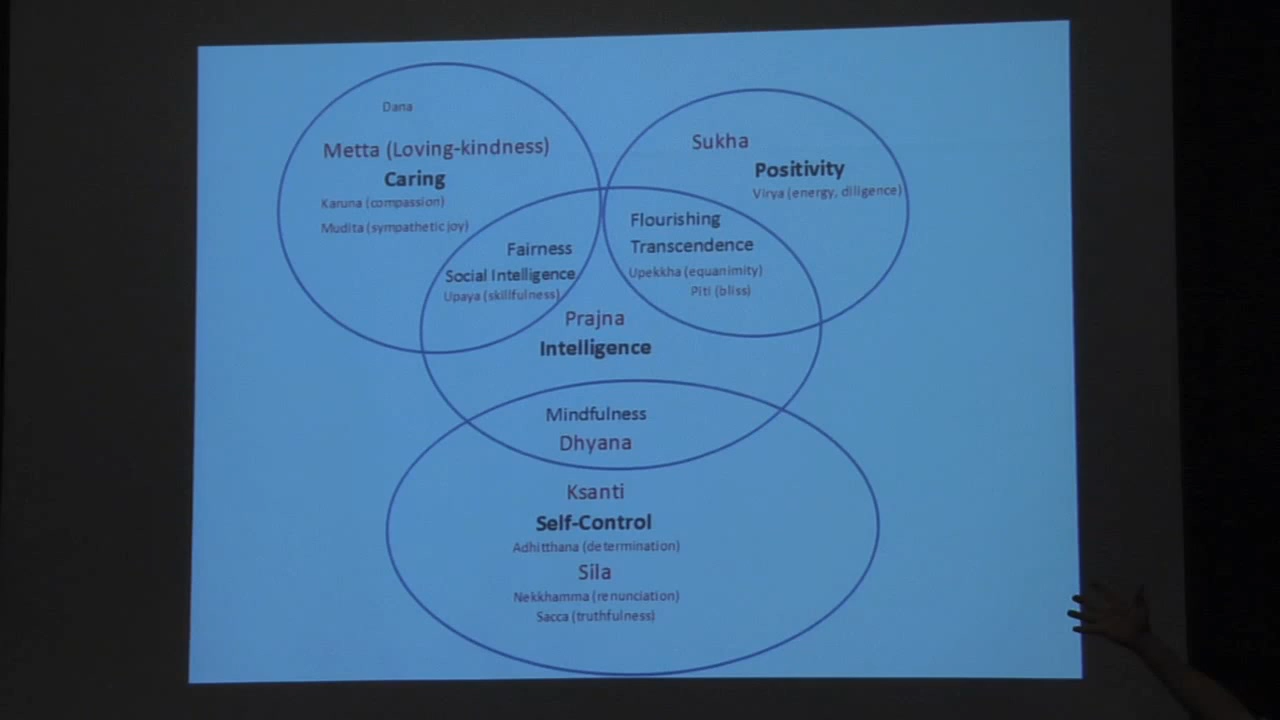 Dana
Metta (Loving-kindness)
Caring
Karuna (compassion)
Mudita (sympathetic joy)
Sukha
Positivity
Virya (energy, diligence)
Fairness
Social Intelligence
Upaya (skillfulness)
Flourishing
Transcendence
Upekkha (equanimity)
Piti (bliss)
Prajna
Intelligence
Mindfulness
Dhyana
Ksanti
Self-Control
Adhitthana (determination)
Sila
Nekkhamma (renunciation)
Sacca (truthfulness)